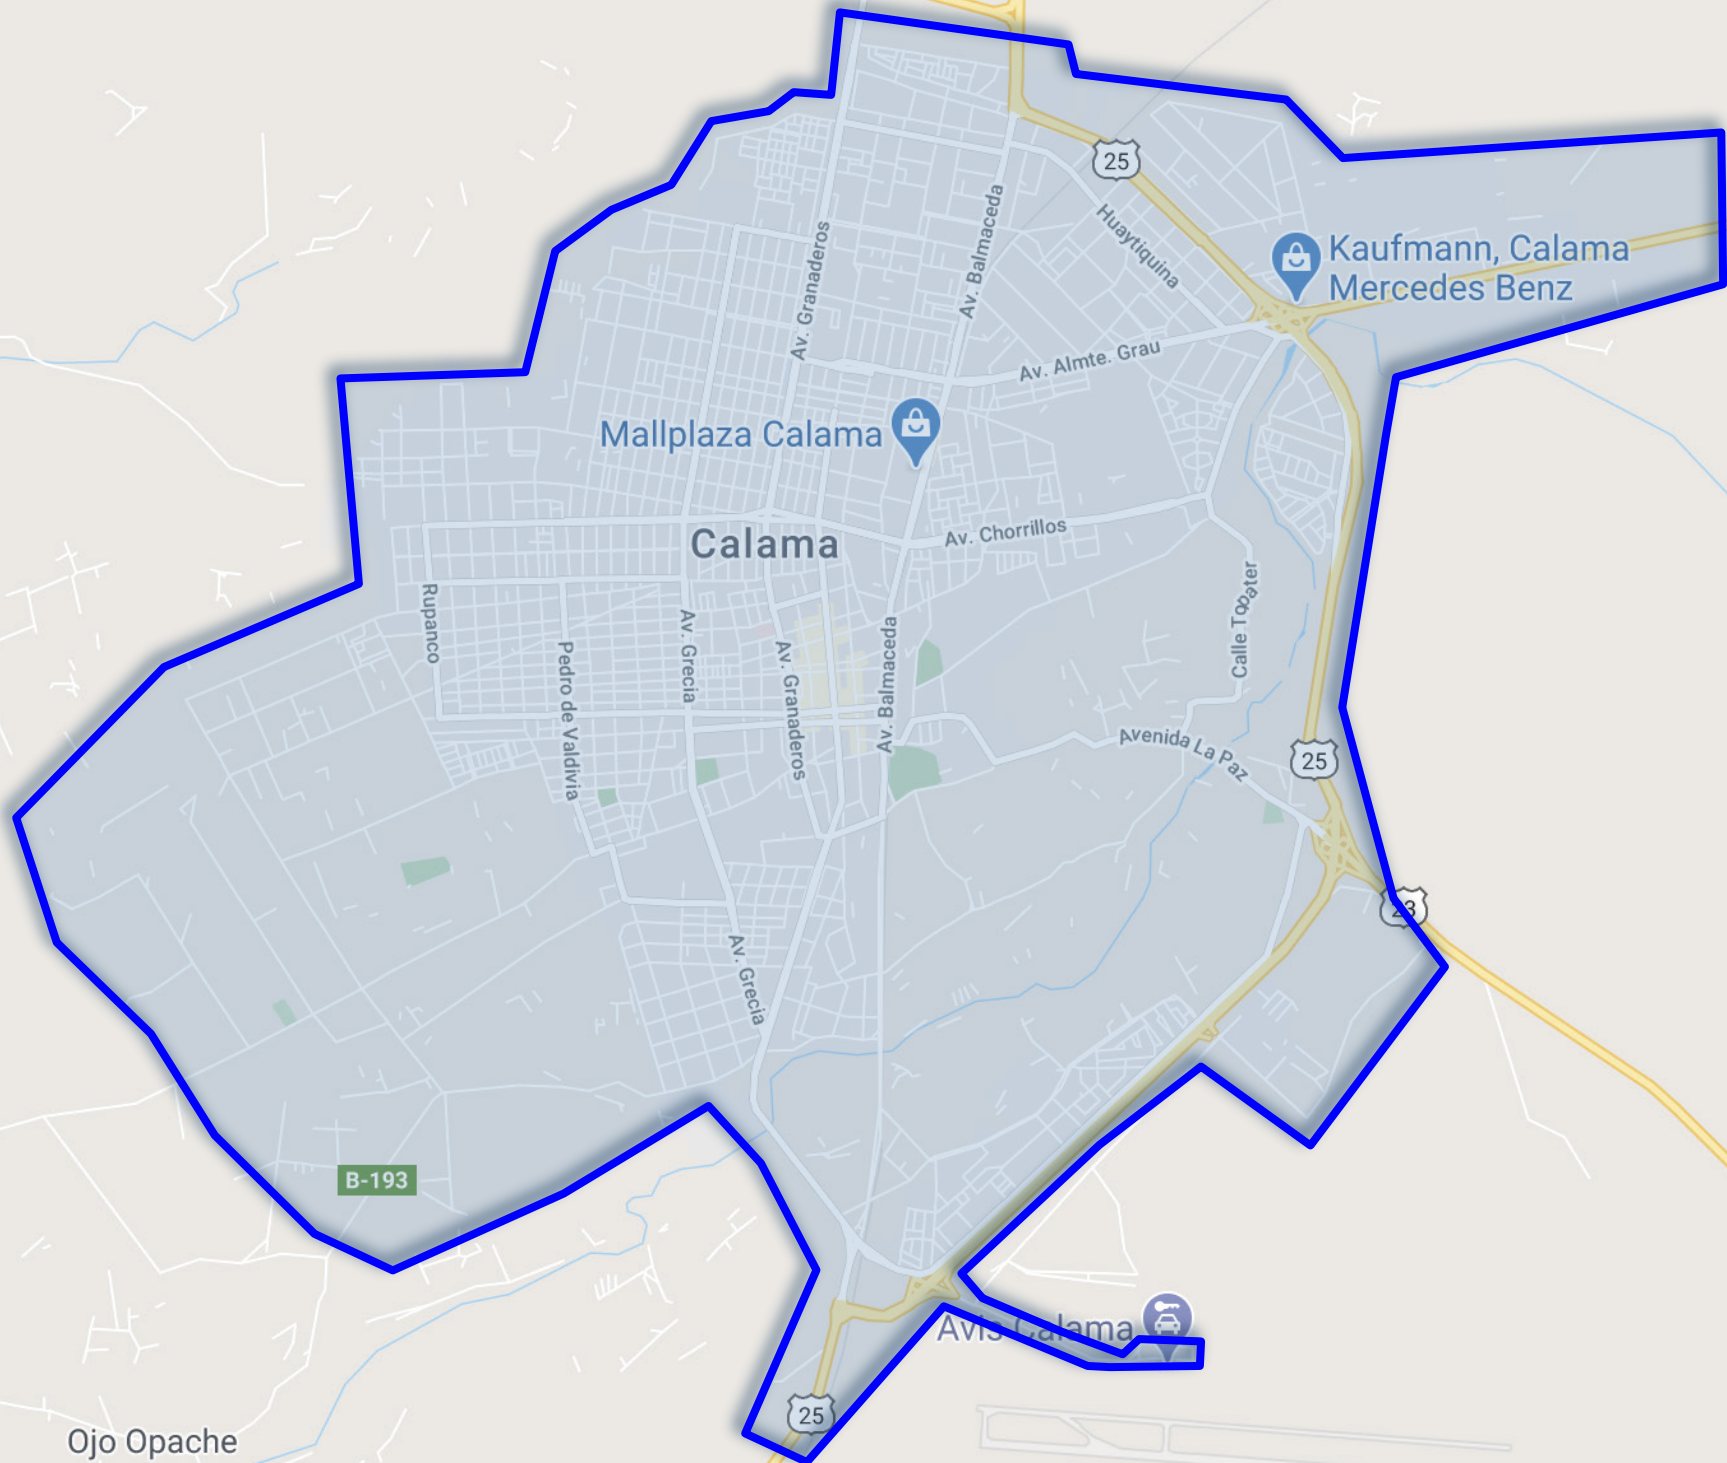 25
Huaytiquina
Av. Balmaceda
Av. Granaderos
Kaufmann, Calama
Mercedes Benz
Av. Almte. Grau
Mallplaza Calama
Av. Chorrillos
Calama
Rupanco
Calle Topater
Av. Grecia
Pedro de Valdivia
Av. Granaderos
Av. Balmaceda
Avenida La Paz
25
23
Av. Grecia
B-193
Avis Calama
25
Ojo Opache